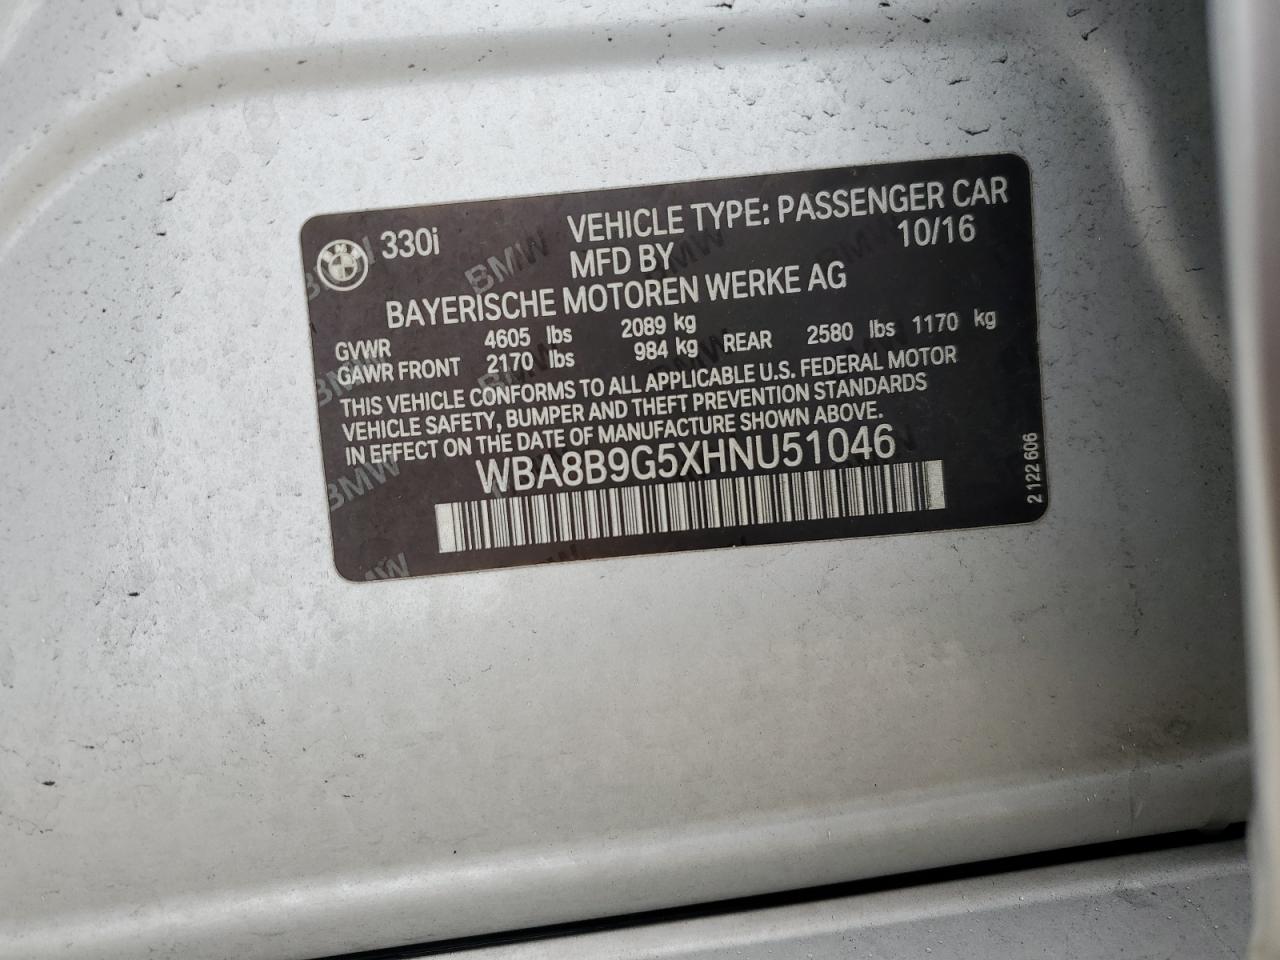 330i VEHICLE TYPE: PASSENGER CAR
MFD BY 10/16
BAYERISCHE MOTOREN WERKE AG
GVWR 4605 lbs 2089 kg
GAWR FRONT 2170 lbs 984 kg REAR 2580 lbs 1170 kg
THIS VEHICLE CONFORMS TO ALL APPLICABLE U.S. FEDERAL MOTOR
VEHICLE SAFETY, BUMPER AND THEFT PREVENTION STANDARDS
IN EFFECT ON THE DATE OF MANUFACTURE SHOWN ABOVE.
WBA8B9G5XHNU51046
2 122 606